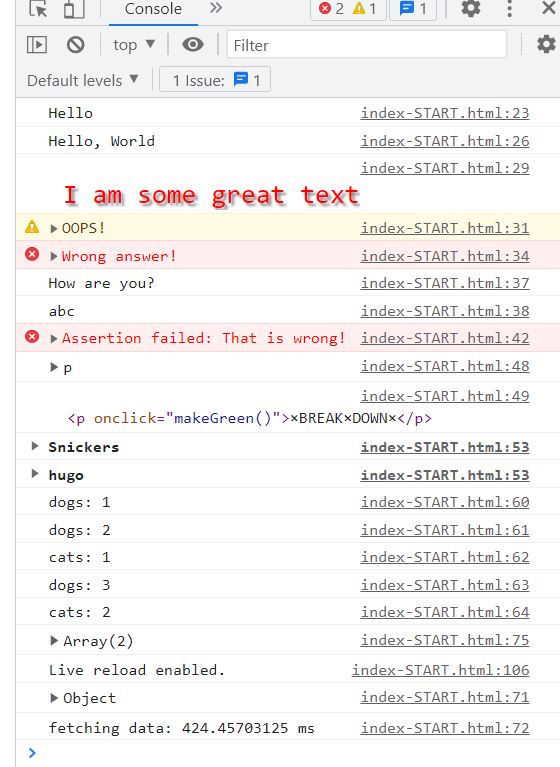 Console »
2 1 1
top ▼ Filter
Default levels ▼ 1 Issue: 1
Hello index-START.html:23
Hello, World index-START.html:26
index-START.html:29
I am some great text
▶OOPS! index-START.html:31
▶Wrong answer! index-START.html:34
How are you? index-START.html:37
abc index-START.html:38
▶Assertion failed: That is wrong! index-START.html:42
▶p index-START.html:48
index-START.html:49
<p onclick="makeGreen()">×BREAK×DOWN×</p>
▶Snickers index-START.html:53
▶hugo index-START.html:53
dogs: 1 index-START.html:60
dogs: 2 index-START.html:61
cats: 1 index-START.html:62
dogs: 3 index-START.html:63
cats: 2 index-START.html:64
▶Array(2) index-START.html:75
Live reload enabled. index-START.html:106
▶Object index-START.html:71
fetching data: 424.45703125 ms index-START.html:72